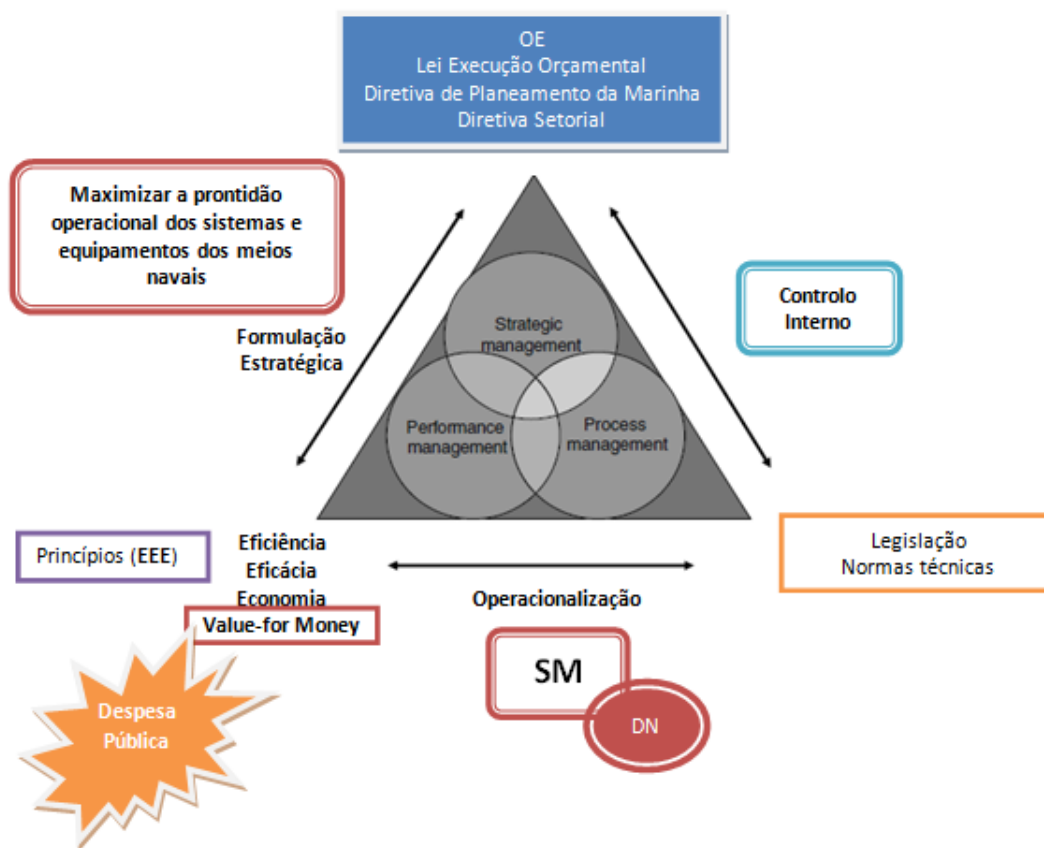 OE
Lei Execução Orçamental
Diretiva de Planeamento da Marinha
Diretiva Setorial
Maximizar a prontidão
operacional dos sistemas e
equipamentos dos meios
navais
Controlo
Interno
Formulação
Estratégica
Strategic
management
Performance
management
Process
management
Princípios (EEE)
Eficiência
Eficácia
Economia
Value-for Money
Operacionalização
Legislação
Normas técnicas
SM
DN
Despesa
Pública